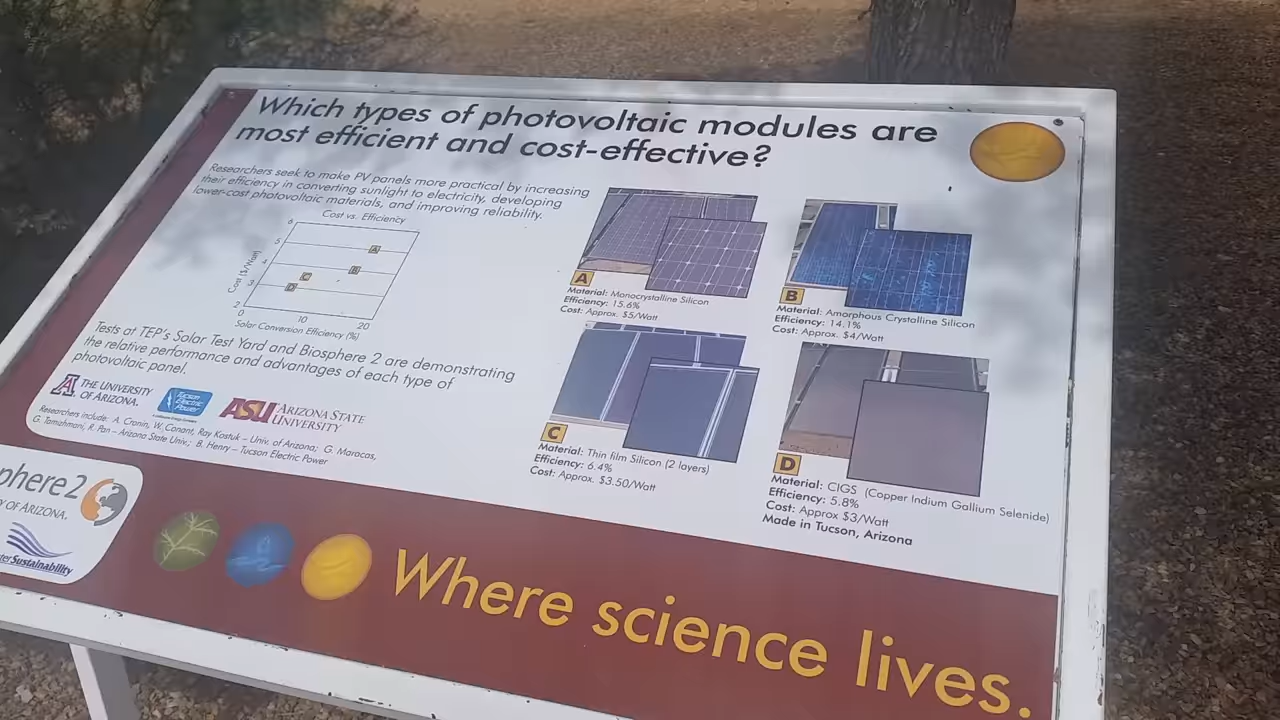 Which types of photovoltaic modules are
most efficient and cost-effective?
Researchers seek to make PV panels more practical by increasing
their efficiency in converting sunlight to electricity, developing
lower-cost photovoltaic materials, and improving reliability.
Cost vs. Efficiency
Cost ($/Watt)
6
5
4
3
2
A
B
C
D
0
10
20
Solar Conversion Efficiency (%)
Tests at TEP's Solar Test Yard and Biosphere 2 are demonstrating
the relative performance and advantages of each type of
photovoltaic panel.
A THE UNIVERSITY
OF ARIZONA.
Tucson
Electric
Power
ASU ARIZONA STATE
UNIVERSITY
Researchers include: A. Cronin, W. Conant, Ray Kostuk – Univ. of Arizona; G. Maracas,
G. Tamizhmani, R. Pan – Arizona State Univ.; B. Henry – Tucson Electric Power
A
Material: Monocrystalline Silicon
Efficiency: 15.6%
Cost: Approx. $5/Watt
B
Material: Amorphous Crystalline Silicon
Efficiency: 14.1%
Cost: Approx. $4/Watt
C
Material: Thin film Silicon (2 layers)
Efficiency: 6.4%
Cost: Approx. $3.50/Watt
D
Material: CIGS (Copper Indium Gallium Selenide)
Efficiency: 5.8%
Cost: Approx $3/Watt
Made in Tucson, Arizona
phere 2
Y OF ARIZONA.
ter Sustainability
Where science lives.